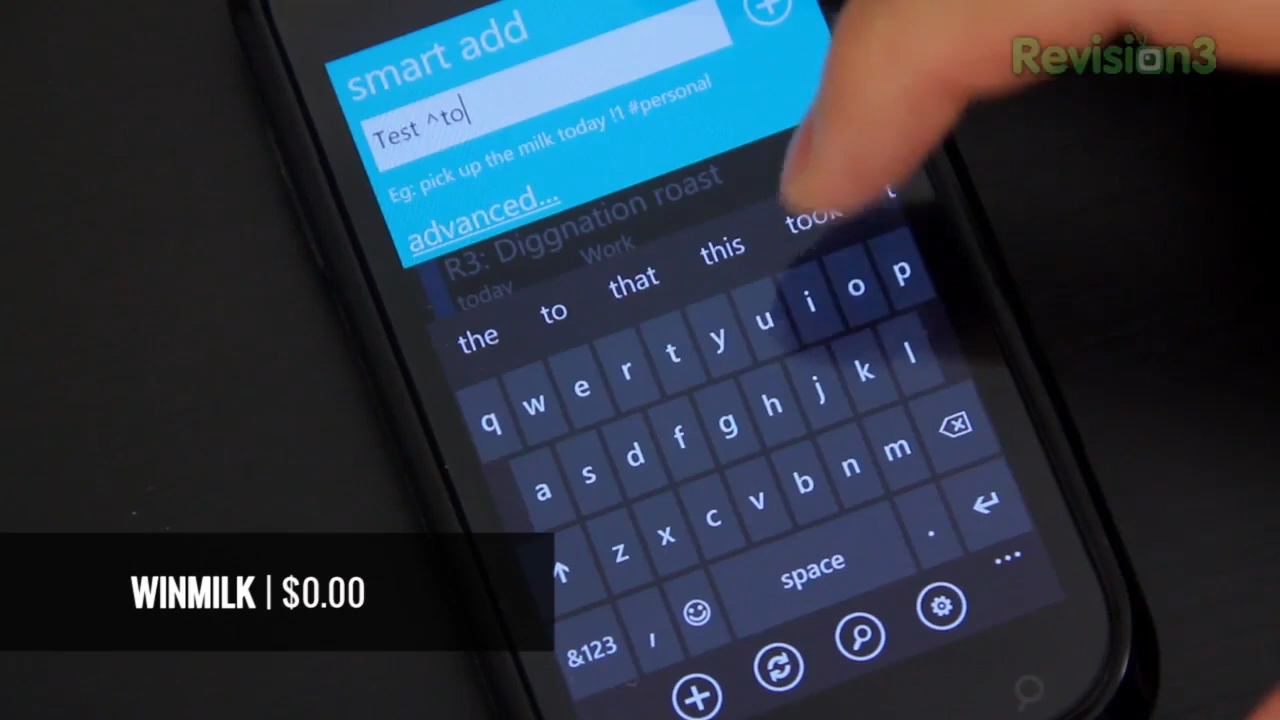 Revision3
smart add
Test ^to
Eg: pick up the milk today !1 #personal
advanced...
R3: Diggnation roast
Work
today
the to that this took t
q w e r t y u i o p
a s d f g h j k l
z x c v b n m
&123 , space .
WINMILK | $0.00